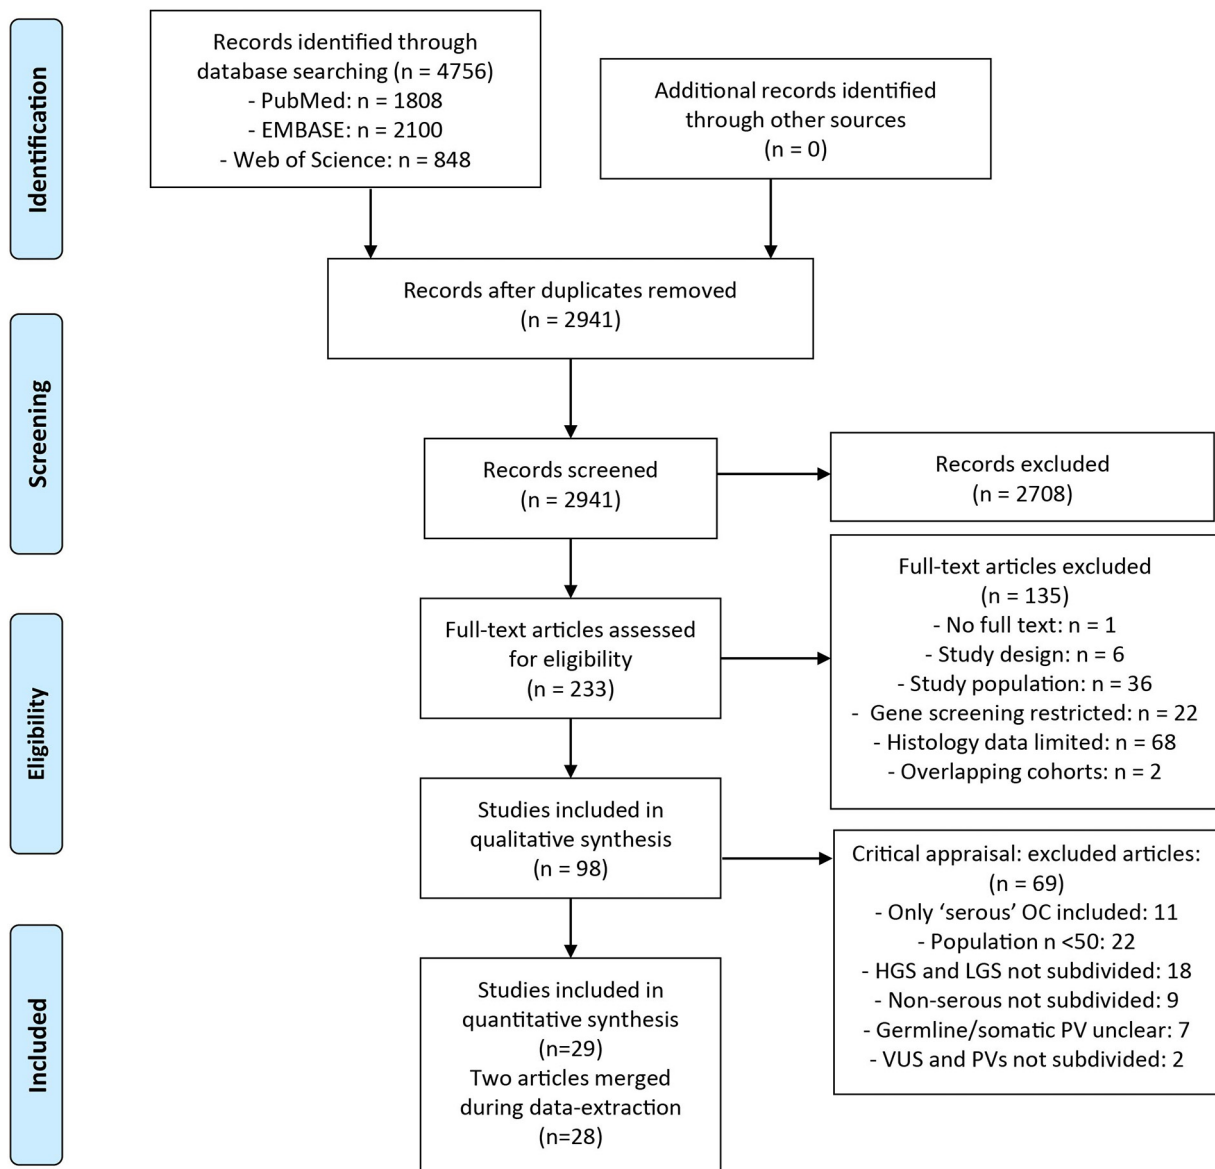 Identification
Records identified through
database searching (n = 4756)
- PubMed: n = 1808
- EMBASE: n = 2100
- Web of Science: n = 848
Additional records identified
through other sources
(n = 0)
Records after duplicates removed
(n = 2941)
Screening
Records screened
(n = 2941)
Records excluded
(n = 2708)
Eligibility
Full-text articles assessed
for eligibility
(n = 233)
Full-text articles excluded
(n = 135)
- No full text: n = 1
- Study design: n = 6
- Study population: n = 36
- Gene screening restricted: n = 22
- Histology data limited: n = 68
- Overlapping cohorts: n = 2
Studies included in
qualitative synthesis
(n = 98)
Critical appraisal: excluded articles:
(n = 69)
- Only ‘serous’ OC included: 11
- Population n <50: 22
- HGS and LGS not subdivided: 18
- Non-serous not subdivided: 9
- Germline/somatic PV unclear: 7
- VUS and PVs not subdivided: 2
Included
Studies included in
quantitative synthesis
(n=29)
Two articles merged
during data-extraction
(n=28)